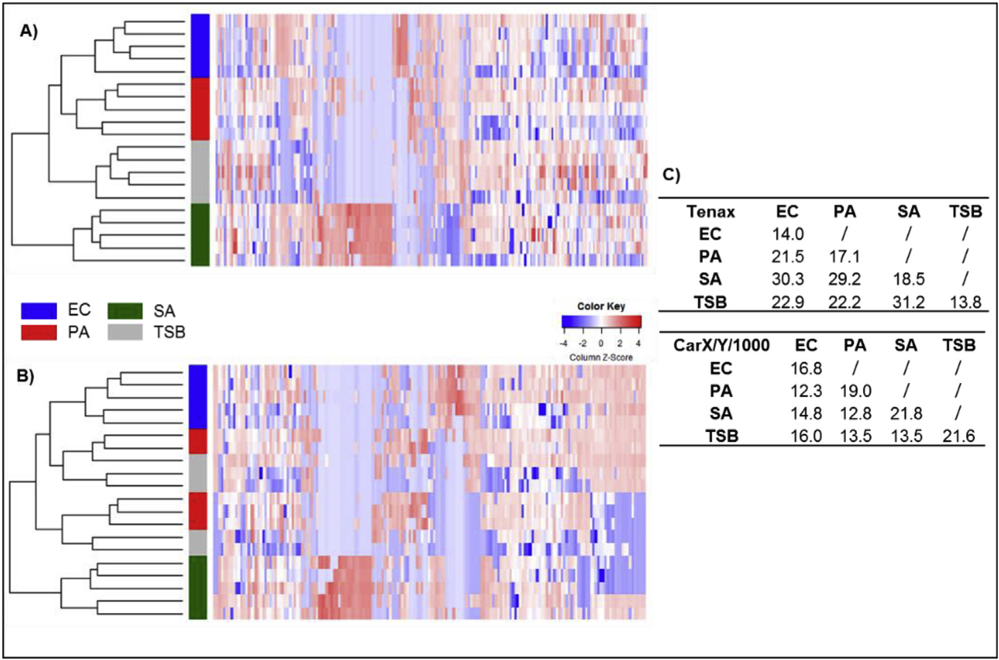 A)
EC SA
PA TSB
Color Key
-4 -2 0 2 4
Column Z-Score
B)
C)
Tenax EC PA SA TSB
EC 14.0 / / /
PA 21.5 17.1 / /
SA 30.3 29.2 18.5 /
TSB 22.9 22.2 31.2 13.8
CarX/Y/1000 EC PA SA TSB
EC 16.8 / / /
PA 12.3 19.0 / /
SA 14.8 12.8 21.8 /
TSB 16.0 13.5 13.5 21.6